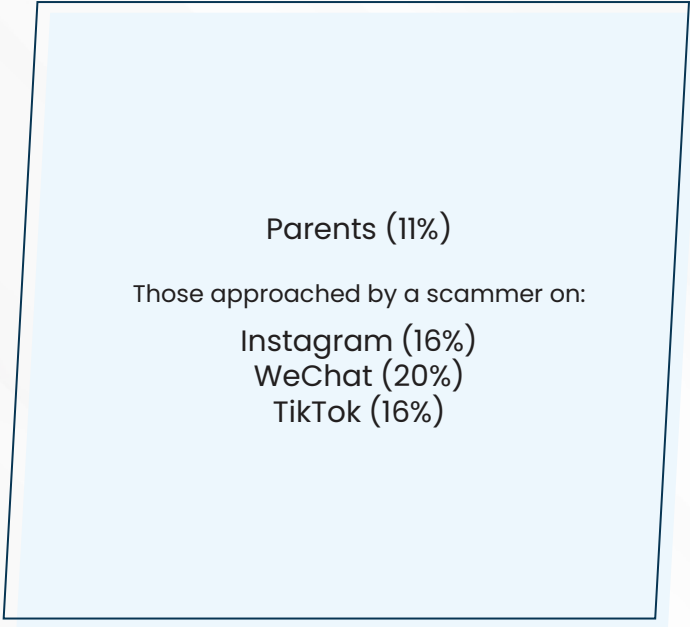 Parents (11%)
Those approached by a scammer on:
Instagram (16%)
WeChat (20%)
TikTok (16%)